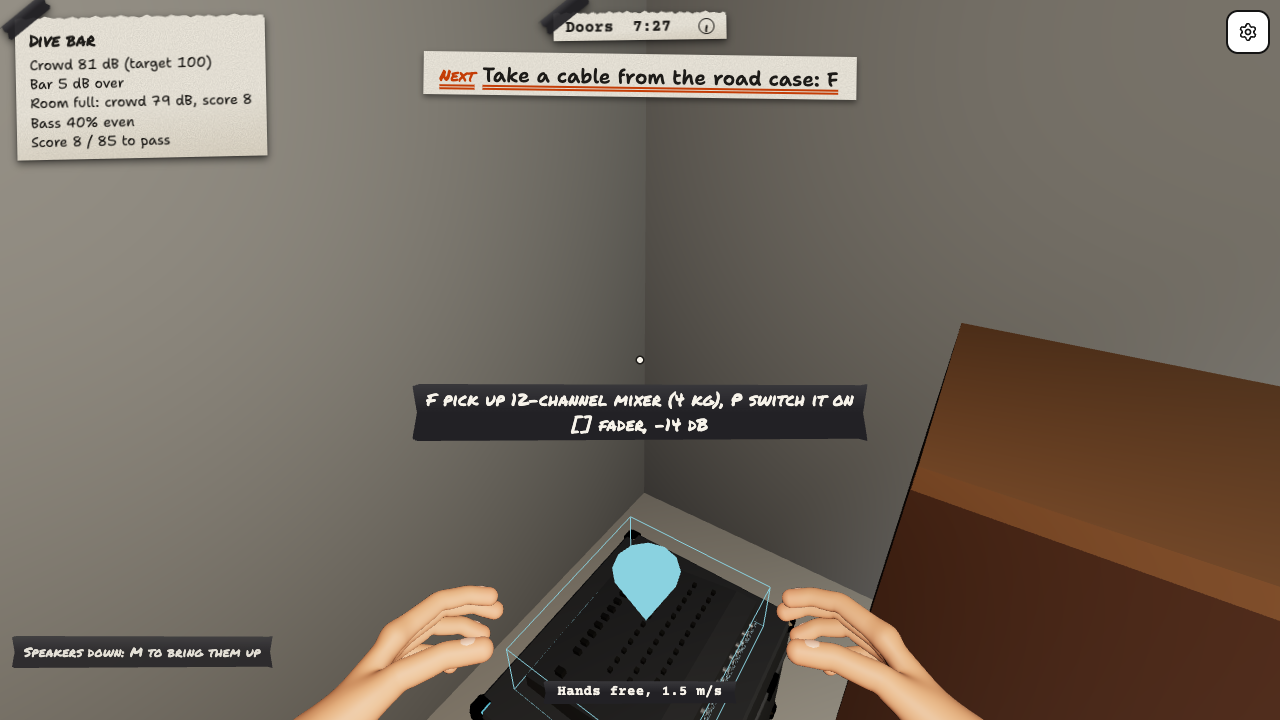 Dive bar
Crowd 81 dB (target 100)
Bar 5 dB over
Room full: crowd 79 dB, score 8
Bass 40% even
Score 8 / 85 to pass
Doors 7:27
Next Take a cable from the road case: F
F pick up 12-channel mixer (4 kg), P switch it on
[] fader, -14 dB
Speakers down: M to bring them up
Hands free, 1.5 m/s